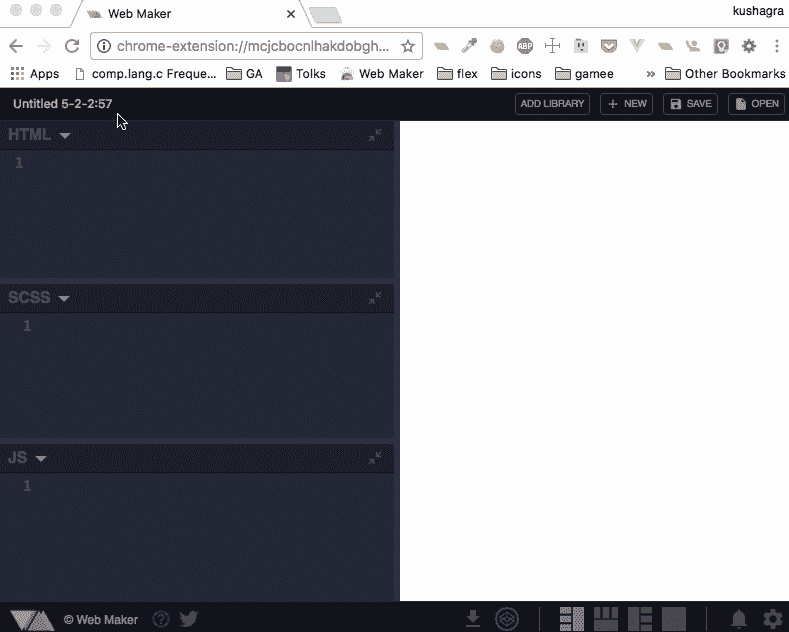 kushagra
Web Maker
chrome-extension://mcjcbocnlhakdobgh...
Apps comp.lang.c Freque... GA Tolks Web Maker flex icons gamee » Other Bookmarks
Untitled 5-2-2:57 ADD LIBRARY + NEW SAVE OPEN
HTML
1
SCSS
1
JS
1
© Web Maker